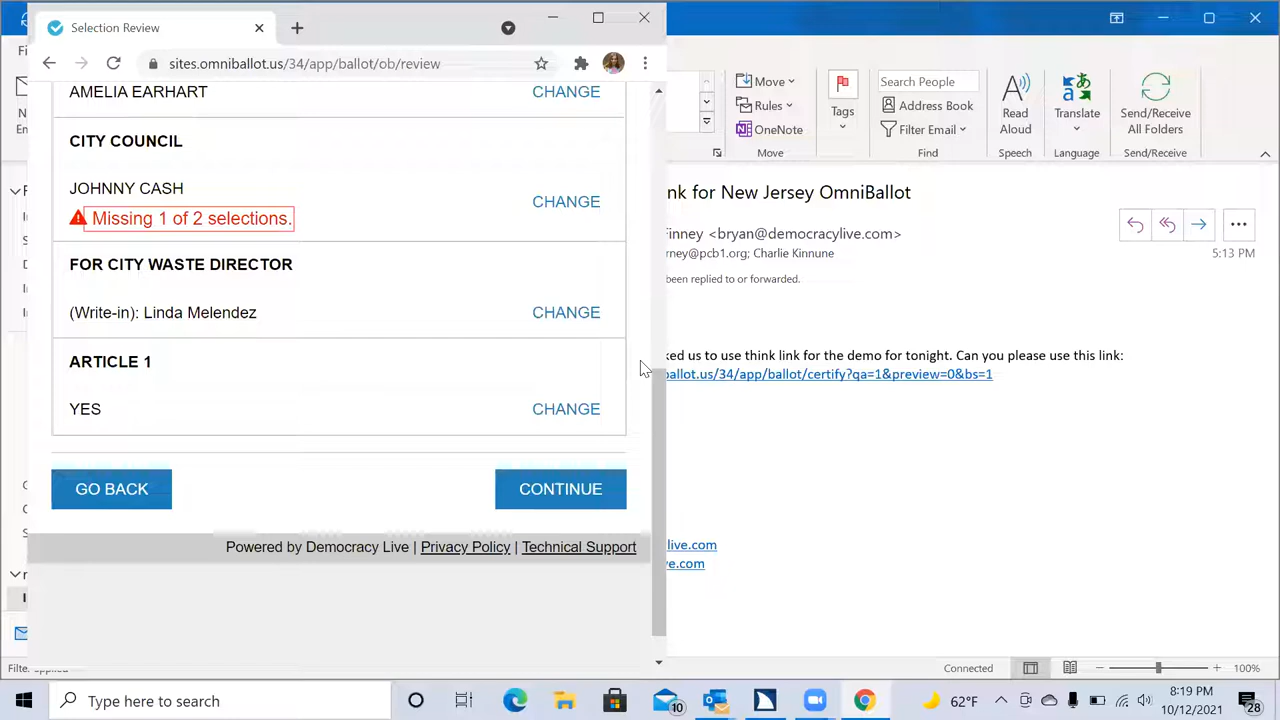 Selection Review
sites.omniballot.us/34/app/ballot/ob/review
AMELIA EARHART
CHANGE
CITY COUNCIL
JOHNNY CASH
Missing 1 of 2 selections.
CHANGE
FOR CITY WASTE DIRECTOR
(Write-in): Linda Melendez
CHANGE
ARTICLE 1
YES
CHANGE
GO BACK
CONTINUE
Powered by Democracy Live | Privacy Policy | Technical Support
Move
Rules
OneNote
Move
Tags
Search People
Address Book
Filter Email
Find
Read Aloud
Speech
Translate
Language
Send/Receive All Folders
Send/Receive
nk for New Jersey OmniBallot
Finney <bryan@democracylive.com>
rney@pcb1.org; Charlie Kinnune
5:13 PM
been replied to or forwarded.
ked us to use think link for the demo for tonight. Can you please use this link:
ballot.us/34/app/ballot/certify?qa=1&preview=0&bs=1
live.com
ve.com
Connected
100%
Type here to search
10
62°F
8:19 PM
10/12/2021
28